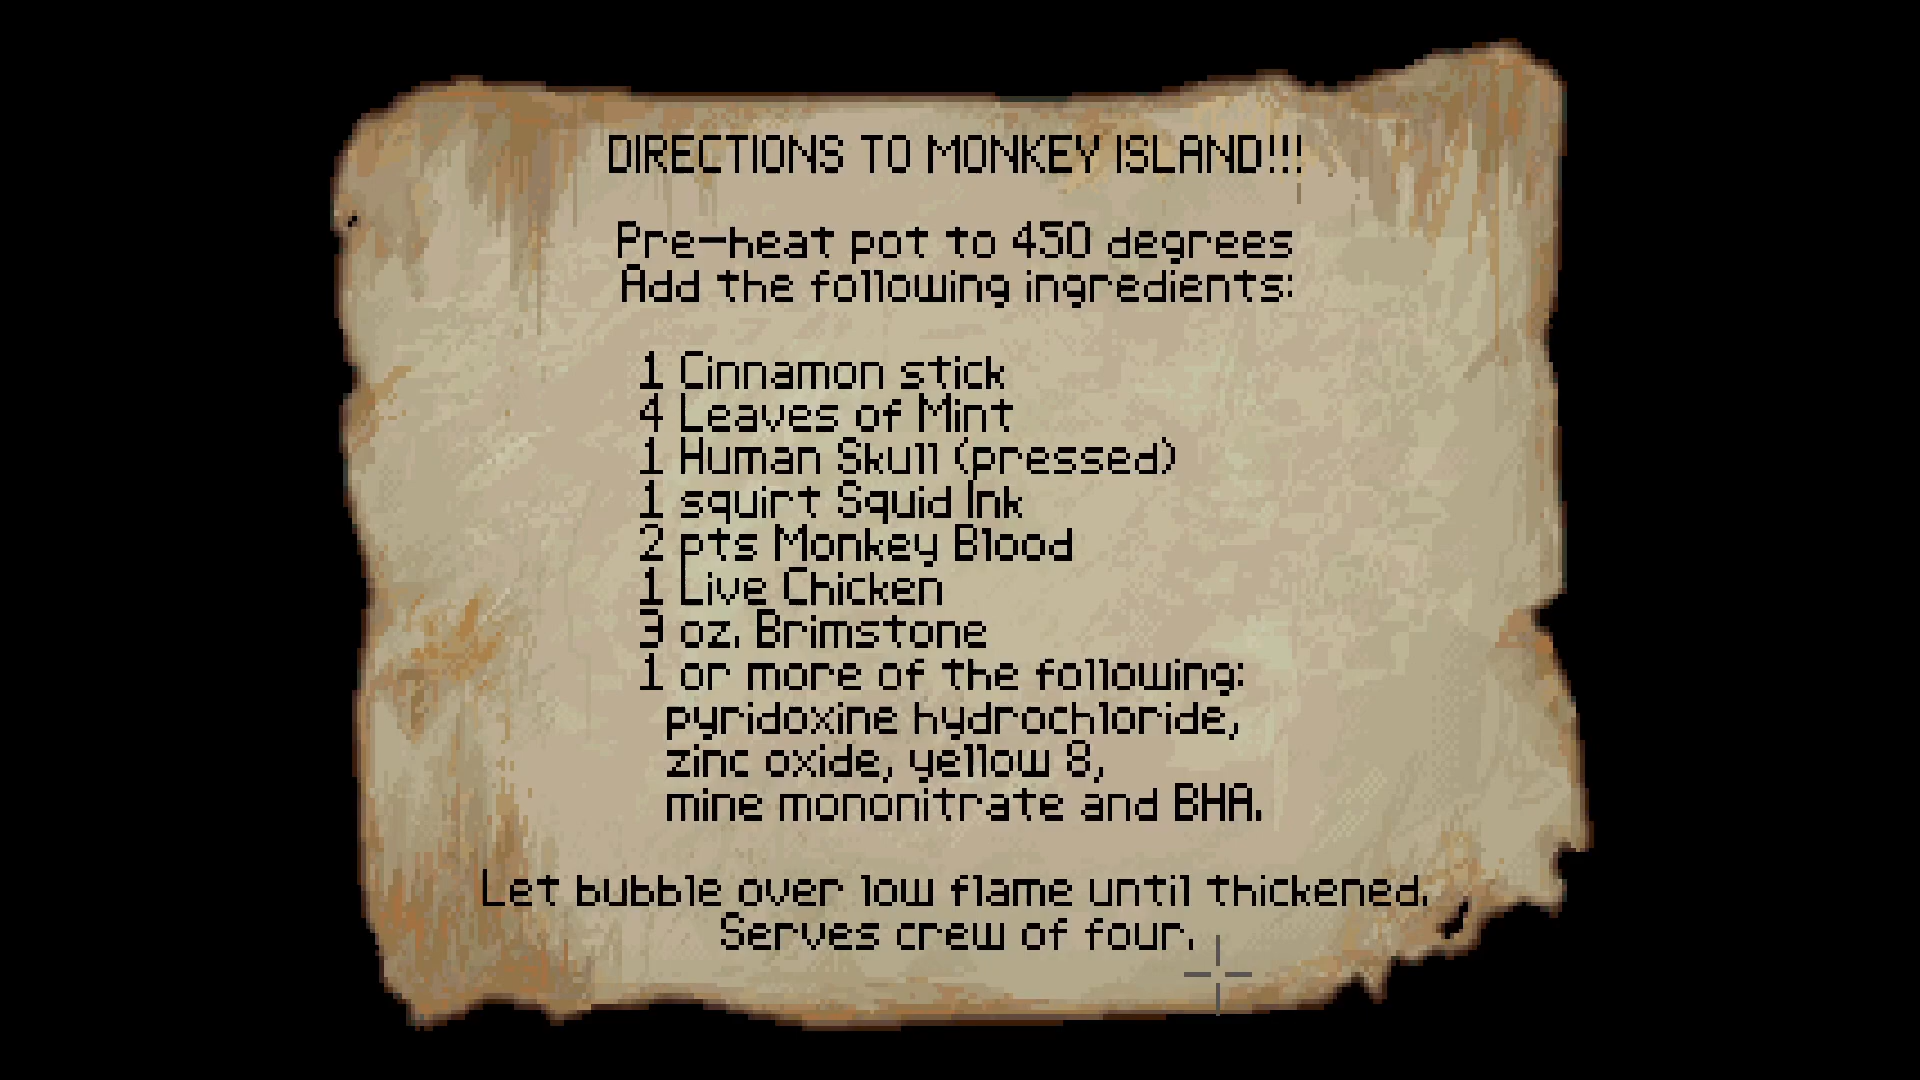 DIRECTIONS TO MONKEY ISLAND!!!
Pre-heat pot to 450 degrees
Add the following ingredients:
1 Cinnamon stick
4 Leaves of Mint
1 Human Skull (pressed)
1 squirt Squid Ink
2 pts Monkey Blood
1 Live Chicken
3 oz. Brimstone
1 or more of the following:
pyridoxine hydrochloride,
zinc oxide, yellow 8,
mine mononitrate and BHA.
Let bubble over low flame until thickened.
Serves crew of four.